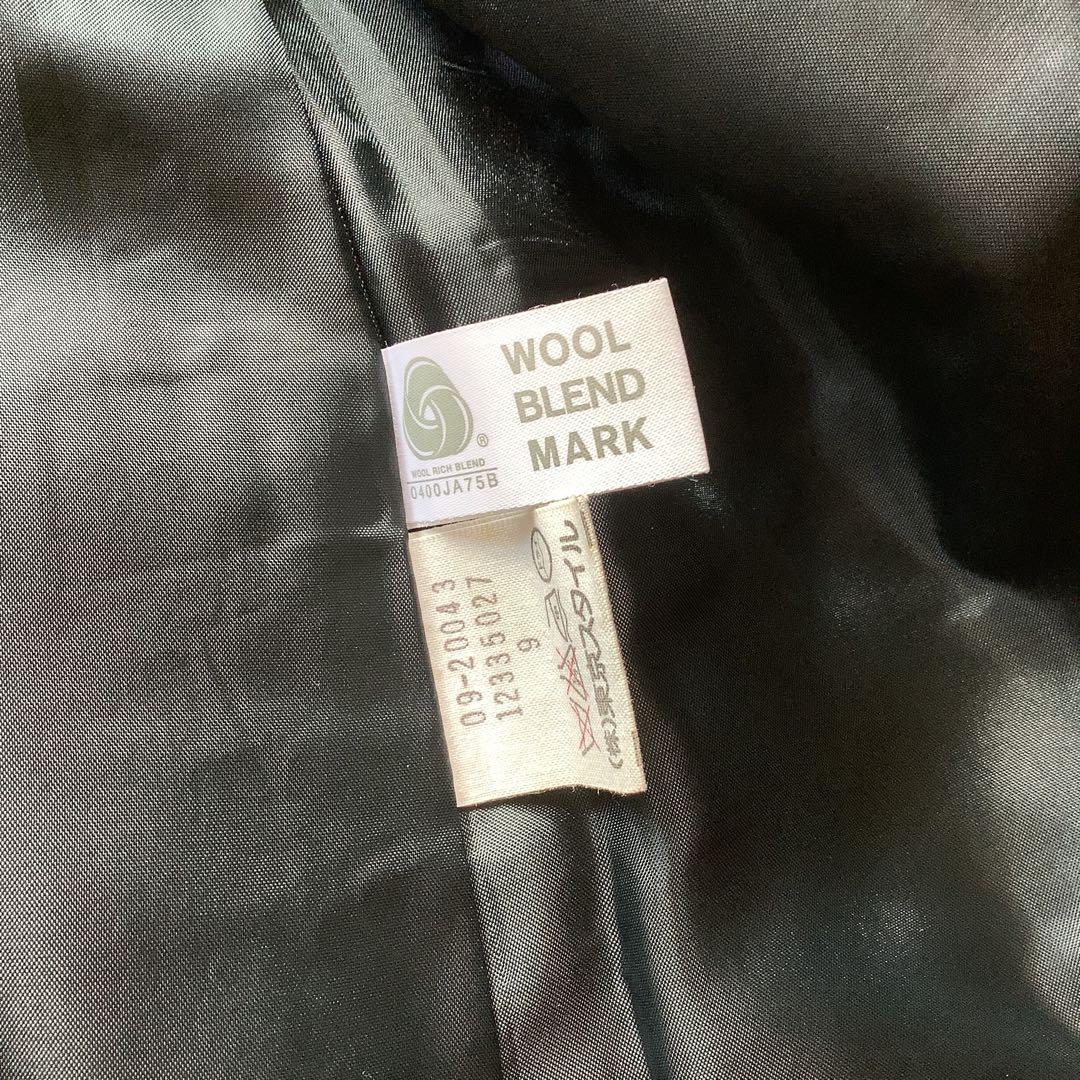 WOOL
BLEND
MARK
®
WOOL RICH BLEND
0400JA75B
09-20043
12335027
9
(株)東京スタイル